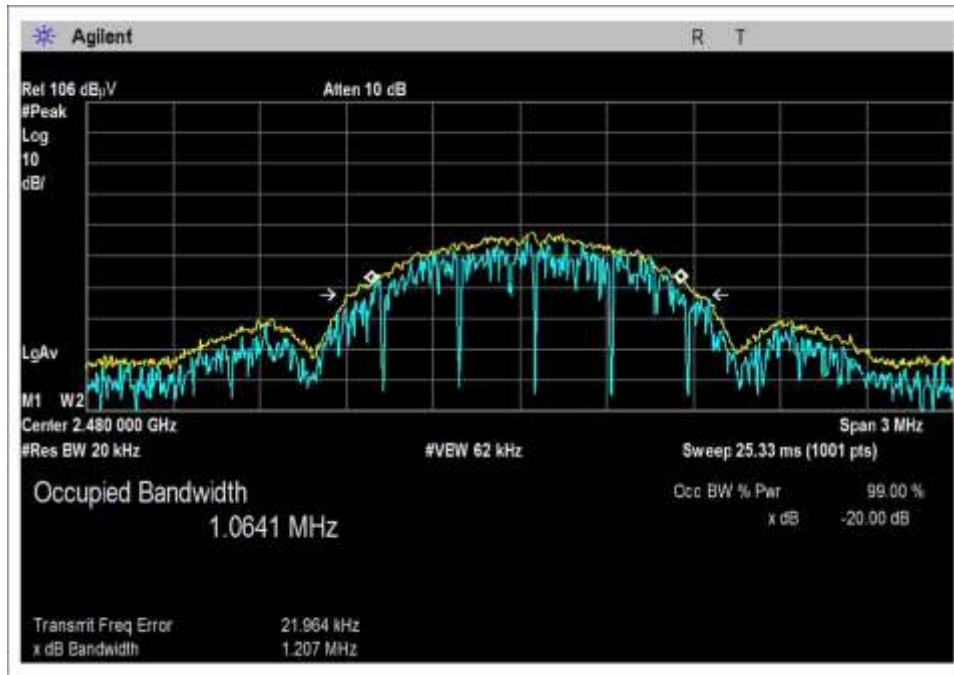 Agilent R T
Ref 106 dBµV Atten 10 dB
#Peak
Log
10
dB/
LgAv
M1 W2
Center 2.480 000 GHz Span 3 MHz
#Res BW 20 kHz #VBW 62 kHz Sweep 25.33 ms (1001 pts)
Occupied Bandwidth Occ BW % Pwr 99.00 %
1.0641 MHz x dB -20.00 dB
Transmit Freq Error 21.964 kHz
x dB Bandwidth 1.207 MHz